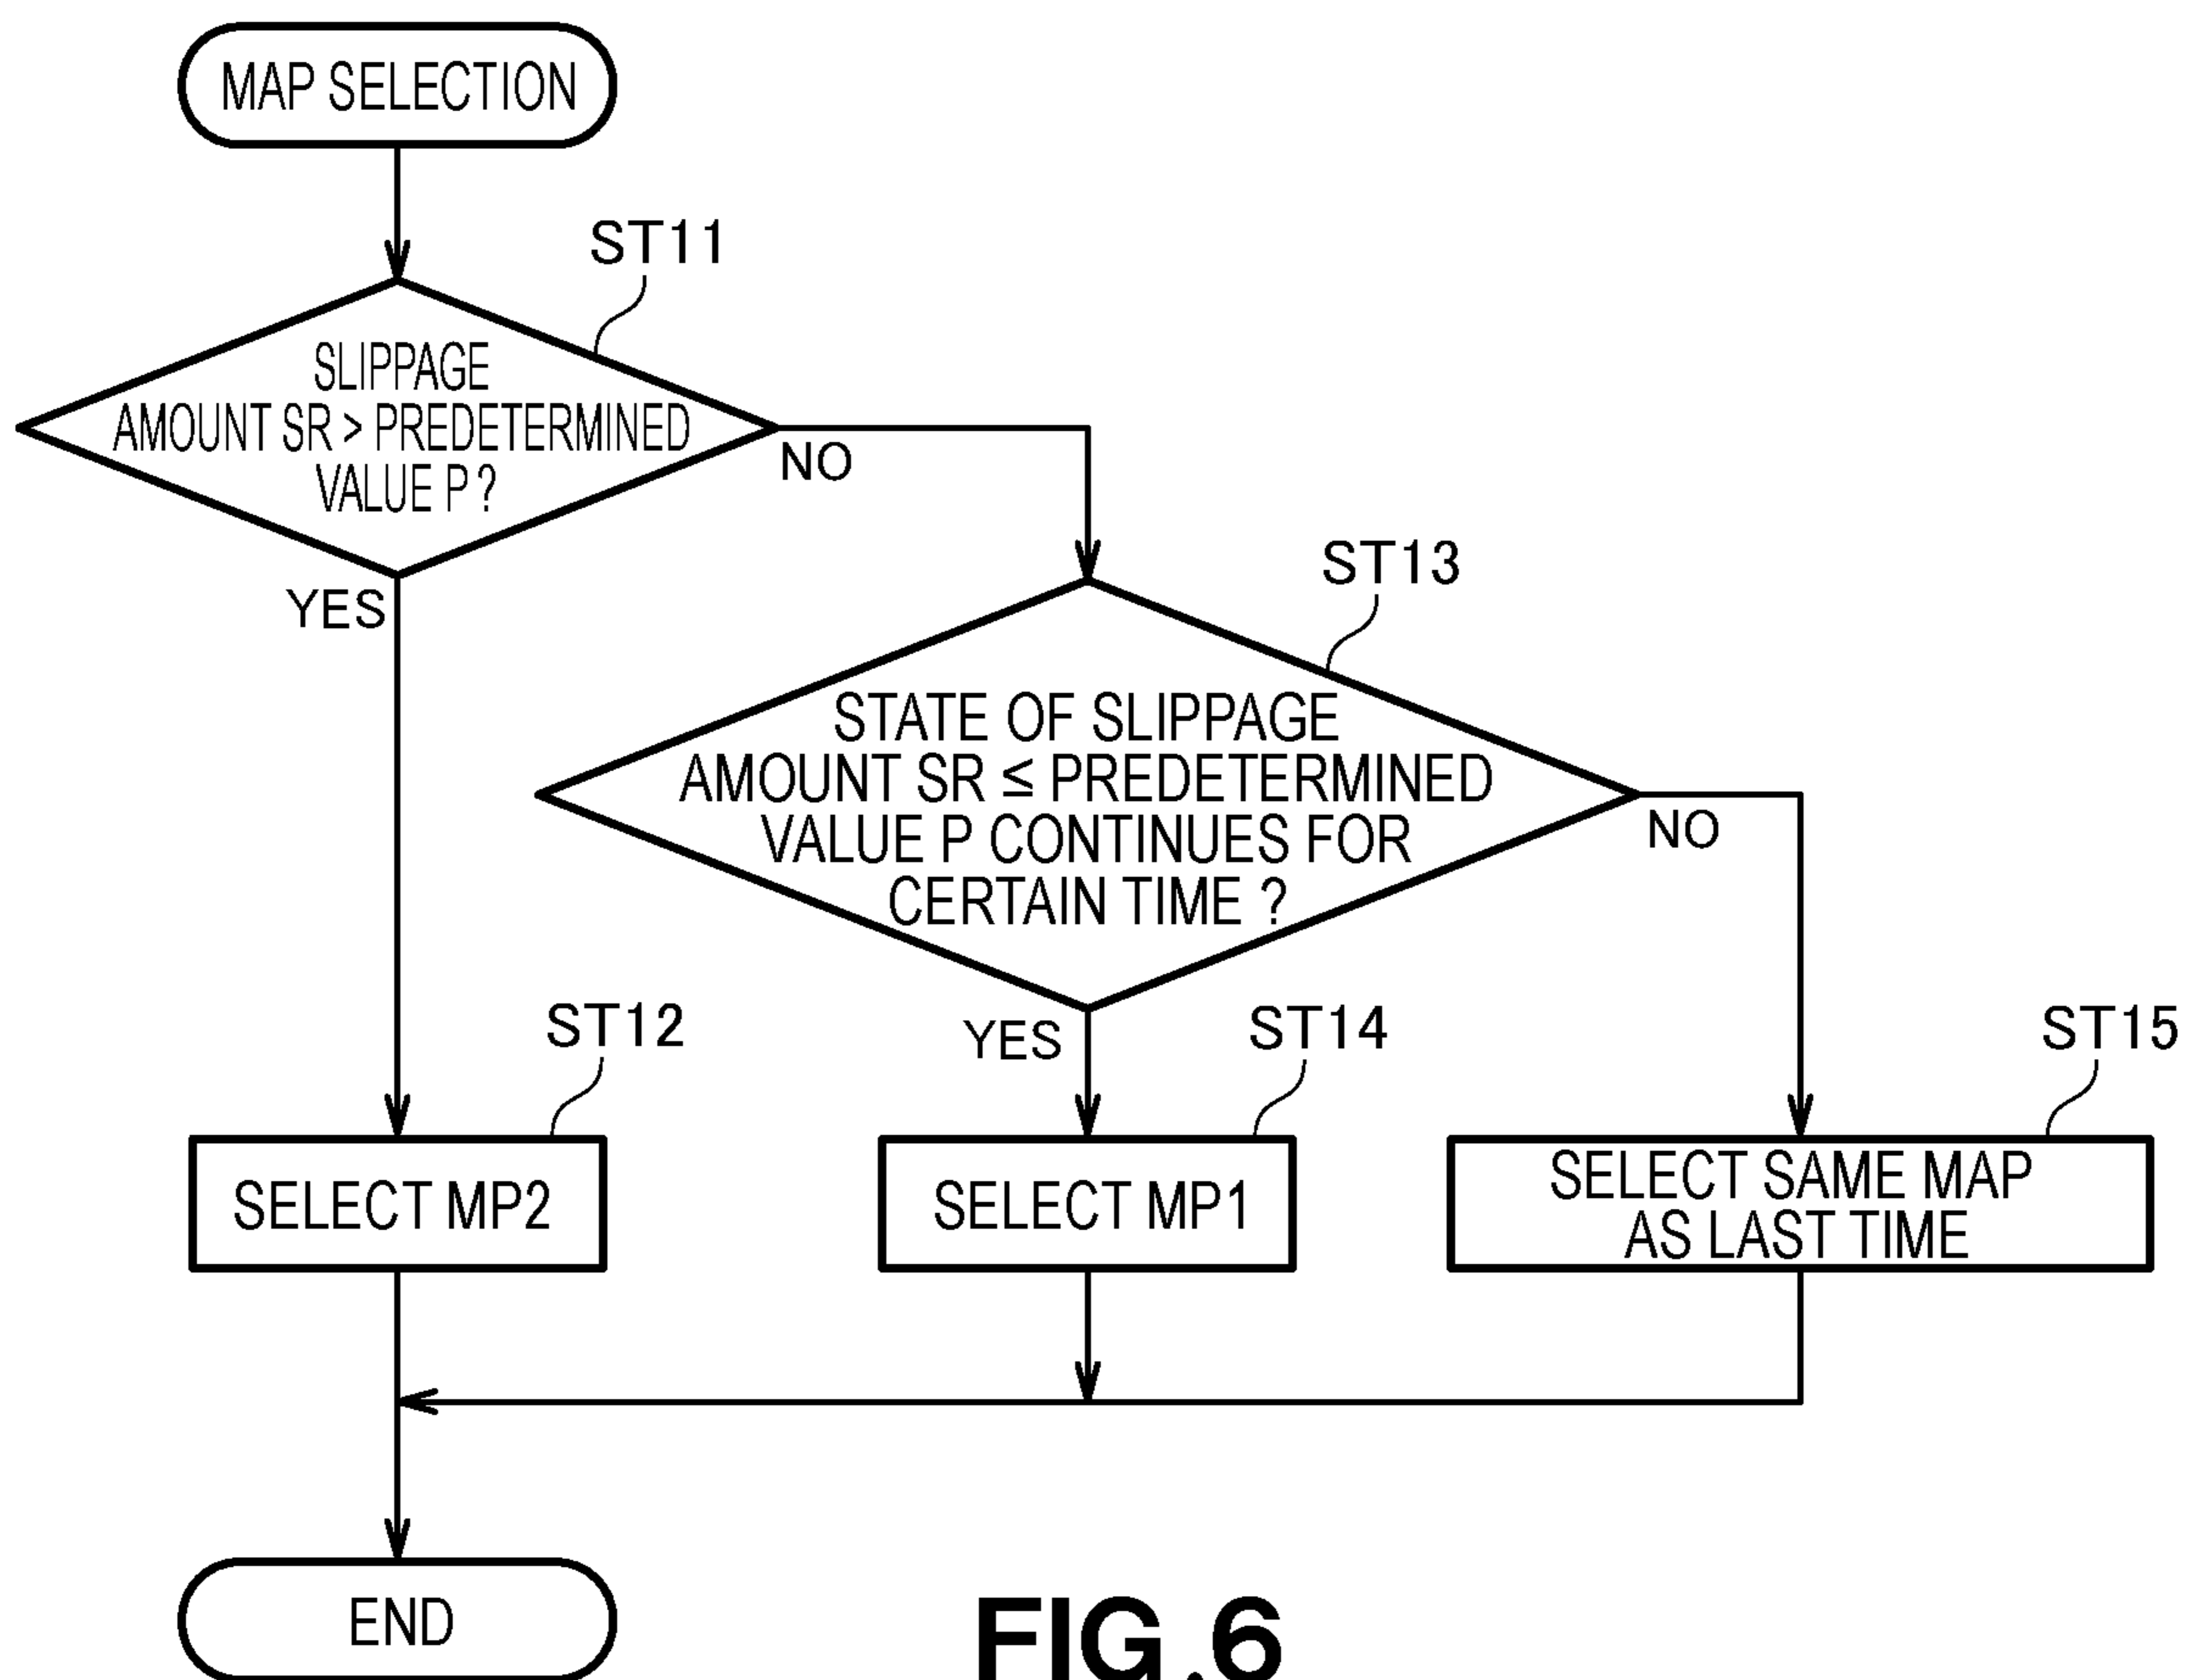 MAP SELECTION
ST11
SLIPPAGE
AMOUNT SR > PREDETERMINED
VALUE P ?
NO
YES
ST13
STATE OF SLIPPAGE
AMOUNT SR ≤ PREDETERMINED
VALUE P CONTINUES FOR
CERTAIN TIME ?
NO
YES
ST12
SELECT MP2
ST14
SELECT MP1
ST15
SELECT SAME MAP
AS LAST TIME
END
FIG.6